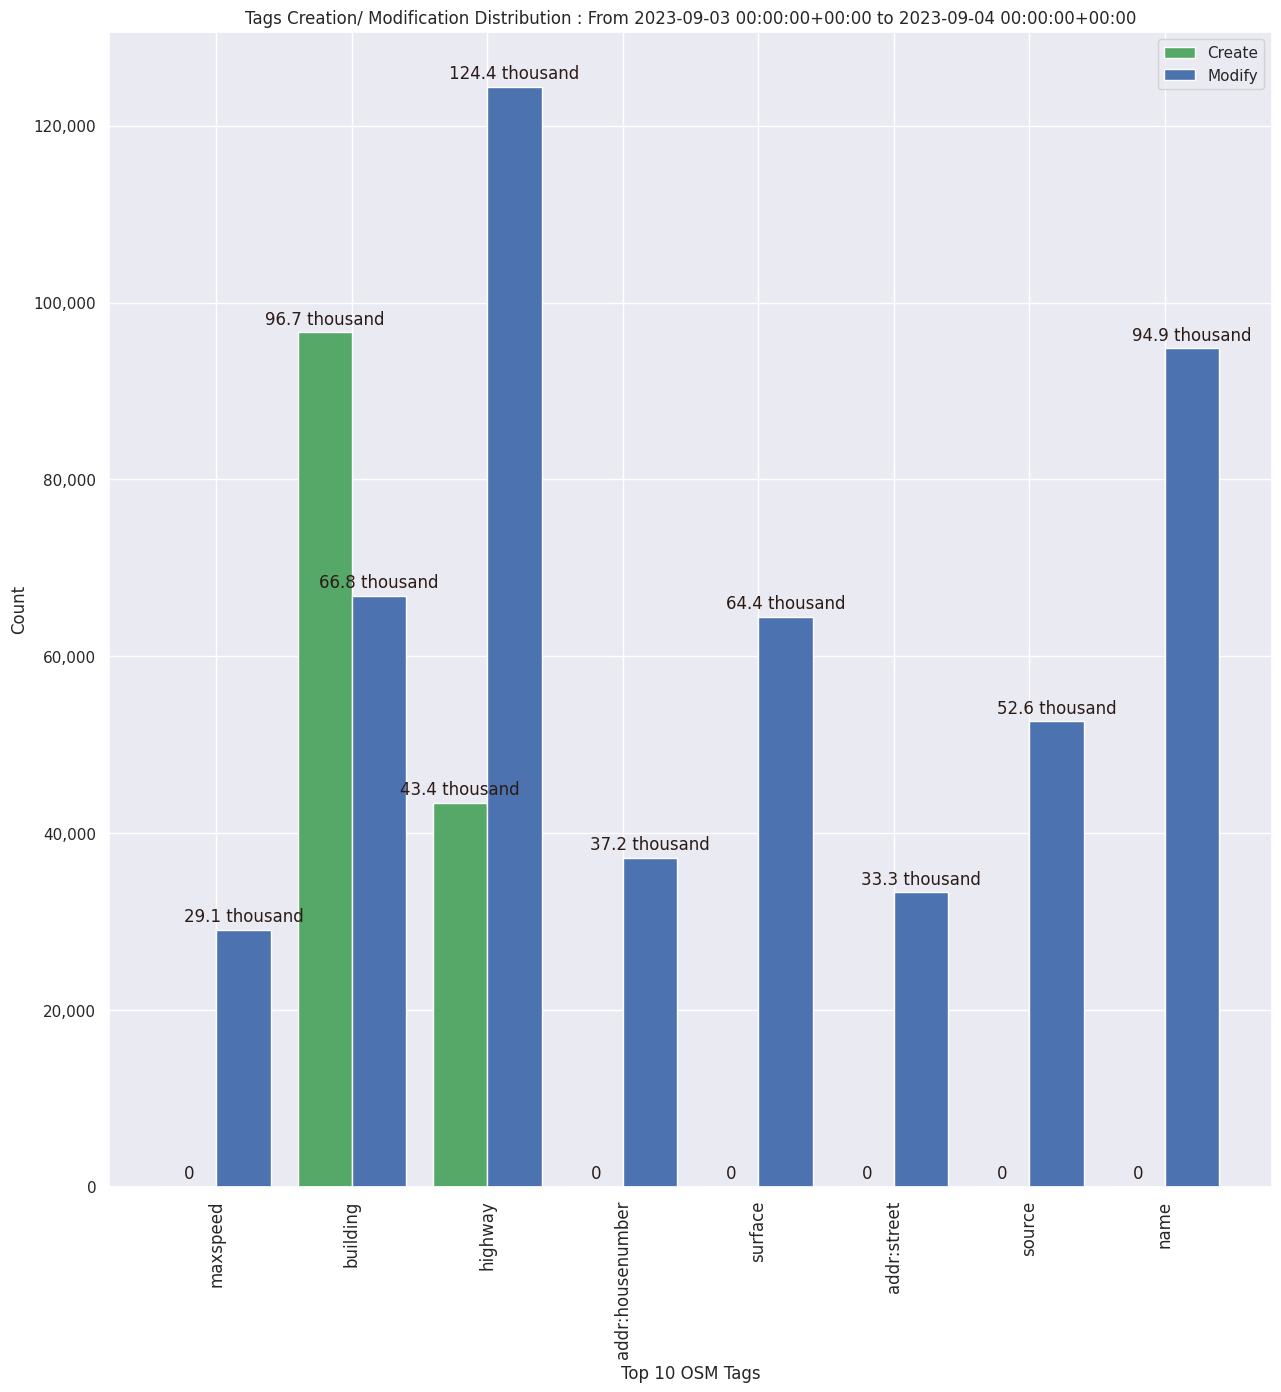 Tags Creation/ Modification Distribution : From 2023-09-03 00:00:00+00:00 to 2023-09-04 00:00:00+00:00
Create
Modify
124.4 thousand
120,000
100,000
96.7 thousand
94.9 thousand
80,000
66.8 thousand
64.4 thousand
60,000
Count
52.6 thousand
43.4 thousand
40,000
37.2 thousand
33.3 thousand
29.1 thousand
20,000
0
0
0
0
0
0
0
maxspeed
building
highway
addr:housenumber
surface
addr:street
source
name
Top 10 OSM Tags